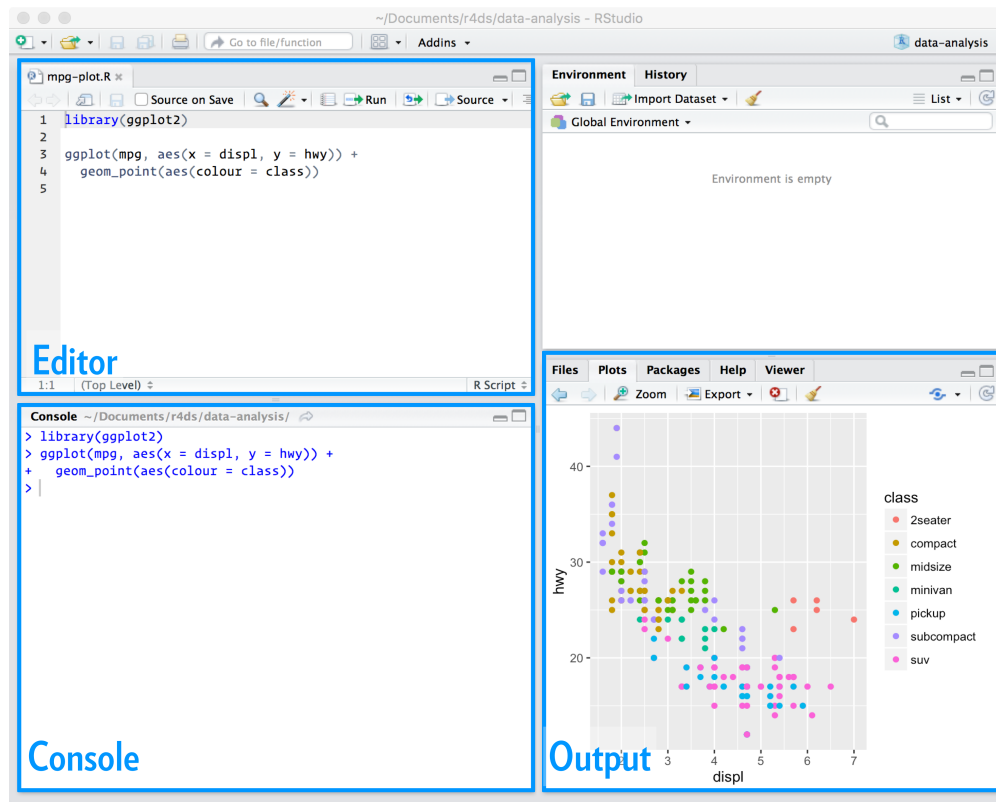 ~/Documents/r4ds/data-analysis - RStudio
Go to file/function
Addins
data-analysis
mpg-plot.R
Source on Save
Run
Source
1 library(ggplot2)
2
3 ggplot(mpg, aes(x = displ, y = hwy)) +
4 geom_point(aes(colour = class))
5
Editor
1:1 (Top Level)
R Script
Environment History
Import Dataset
List
Global Environment
Environment is empty
Console ~/Documents/r4ds/data-analysis/
> library(ggplot2)
> ggplot(mpg, aes(x = displ, y = hwy)) +
+ geom_point(aes(colour = class))
>
Console
Files Plots Packages Help Viewer
Zoom
Export
40
30
20
hwy
3 4 5 6 7
displ
class
2seater
compact
midsize
minivan
pickup
subcompact
suv
Output